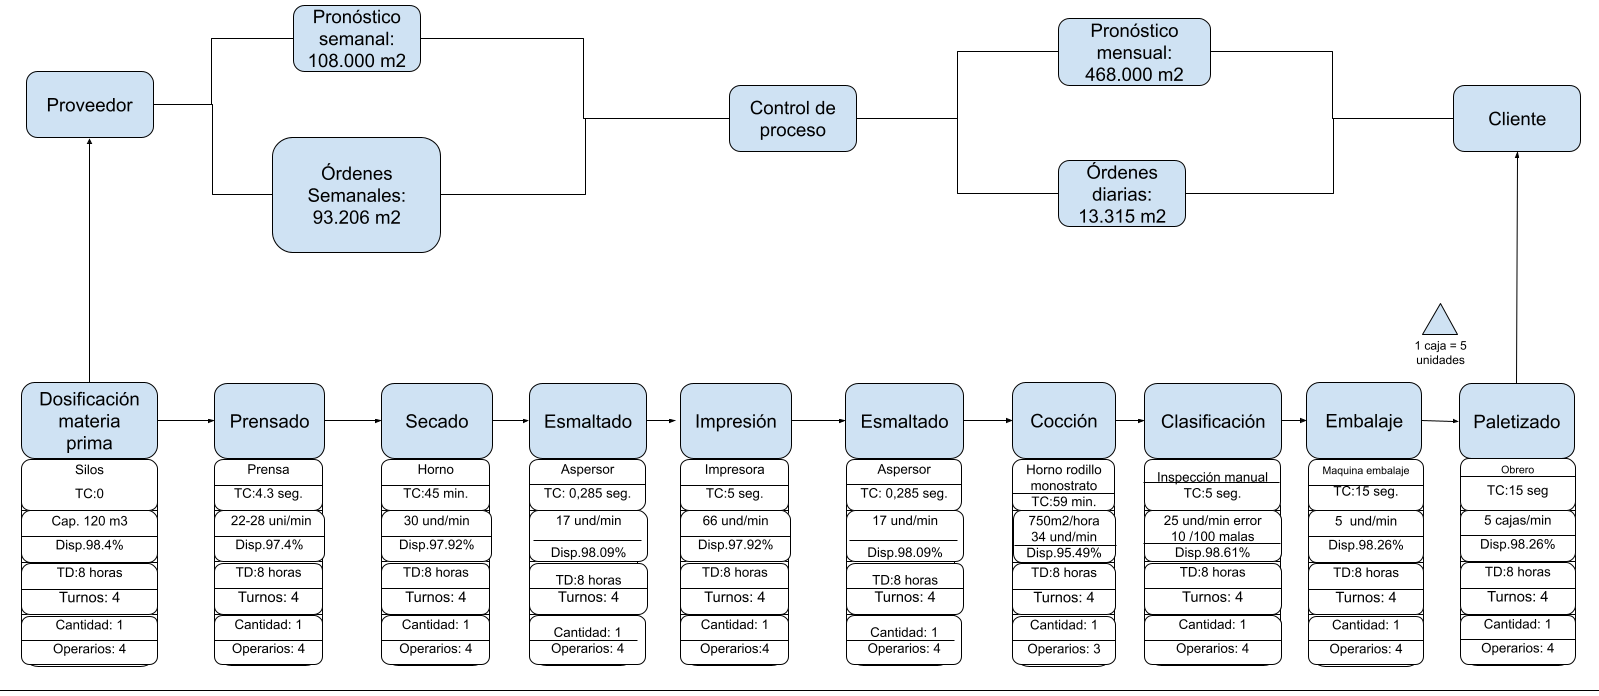 Pronóstico
semanal:
108.000 m2
Pronóstico
mensual:
468.000 m2
Proveedor
Control de
proceso
Cliente
Órdenes
Semanales:
93.206 m2
Órdenes
diarias:
13.315 m2
1 caja = 5
unidades
Dosificación
materia
prima
Silos
TC:0
Cap. 120 m3
Disp.98.4%
TD:8 horas
Turnos: 4
Cantidad: 1
Operarios: 4
Prensado
Prensa
TC:4.3 seg.
22-28 uni/min
Disp.97.4%
TD:8 horas
Turnos: 4
Cantidad: 1
Operarios: 4
Secado
Horno
TC:45 min.
30 und/min
Disp.97.92%
TD:8 horas
Turnos: 4
Cantidad: 1
Operarios: 4
Esmaltado
Aspersor
TC: 0,285 seg.
17 und/min
Disp.98.09%
TD:8 horas
Turnos: 4
Cantidad: 1
Operarios: 4
Impresión
Impresora
TC:5 seg.
66 und/min
Disp.97.92%
TD:8 horas
Turnos: 4
Cantidad: 1
Operarios:4
Esmaltado
Aspersor
TC: 0,285 seg.
17 und/min
Disp.98.09%
TD:8 horas
Turnos: 4
Cantidad: 1
Operarios: 4
Cocción
Horno rodillo
monostrato
TC:59 min.
750m2/hora
34 und/min
Disp.95.49%
TD:8 horas
Turnos: 4
Cantidad: 1
Operarios: 3
Clasificación
Inspección manual
TC:5 seg.
25 und/min error
10 /100 malas
Disp.98.61%
TD:8 horas
Turnos: 4
Cantidad: 1
Operarios: 4
Embalaje
Maquina embalaje
TC:15 seg.
5 und/min
Disp.98.26%
TD:8 horas
Turnos: 4
Cantidad: 1
Operarios: 4
Paletizado
Obrero
TC:15 seg
5 cajas/min
Disp.98.26%
TD:8 horas
Turnos: 4
Cantidad: 1
Operarios: 4